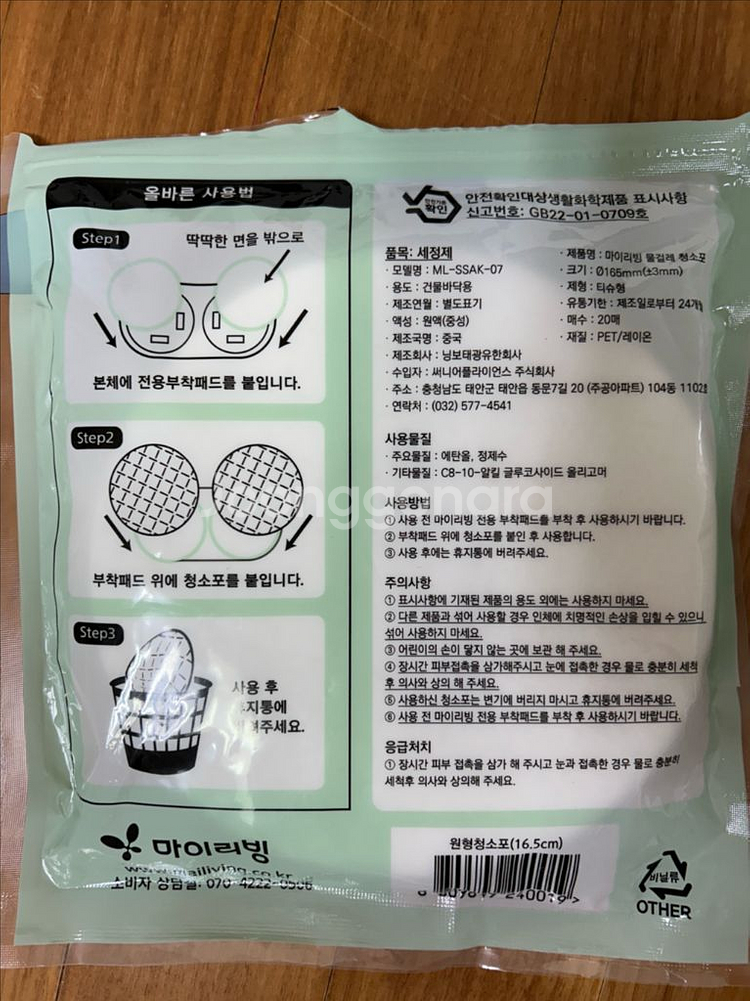 올바른 사용법
Step1
딱딱한 면을 밖으로
본체에 전용부착패드를 붙입니다.
Step2
부착패드 위에 청소포를 붙입니다.
Step3
사용 후
휴지통에
버려주세요.
마이리빙
www.mailiving.co.kr
소비자 상담실: 070-4222-0506
안전기준
확인
안전확인대상생활화학제품 표시사항
신고번호: GB22-01-0709호
품목: 세정제
· 제품명 : 마이리빙 물걸레 청소포
· 모델명 : ML-SSAK-07
· 크기 : Ø165mm(±3mm)
· 용도 : 건물바닥용
· 제형 : 티슈형
· 제조연월 : 별도표기
· 유통기한 : 제조일로부터 24개월
· 액성 : 원액(중성)
· 매수 : 20매
· 제조국명 : 중국
· 재질 : PET/레이온
· 제조회사 : 닝보태광유한회사
· 수입자 : 써니어플라이언스 주식회사
· 주소 : 충청남도 태안군 태안읍 동문7길 20 (주공아파트) 104동 1102호
· 연락처 : (032) 577-4541
사용물질
· 주요물질 : 에탄올, 정제수
· 기타물질 : C8-10-알킬 글루코사이드 올리고머
사용방법
① 사용 전 마이리빙 전용 부착패드를 부착 후 사용하시기 바랍니다.
② 부착패드 위에 청소포를 붙인 후 사용합니다.
③ 사용 후에는 휴지통에 버려주세요.
주의사항
① 표시사항에 기재된 제품의 용도 외에는 사용하지 마세요.
② 다른 제품과 섞어 사용할 경우 인체에 치명적인 손상을 입힐 수 있으니
섞어 사용하지 마세요.
③ 어린이의 손이 닿지 않는 곳에 보관 해 주세요.
④ 장시간 피부접촉을 삼가해주시고 눈에 접촉한 경우 물로 충분히 세척
후 의사와 상의 해 주세요.
⑤ 사용하신 청소포는 변기에 버리지 마시고 휴지통에 버려주세요.
⑥ 사용 전 마이리빙 전용 부착패드를 부착 후 사용하시기 바랍니다.
응급처치
① 장시간 피부 접촉을 삼가 해 주시고 눈과 접촉한 경우 물로 충분히
세척후 의사와 상의해 주세요.
원형청소포(16.5cm)
비닐류
OTHER